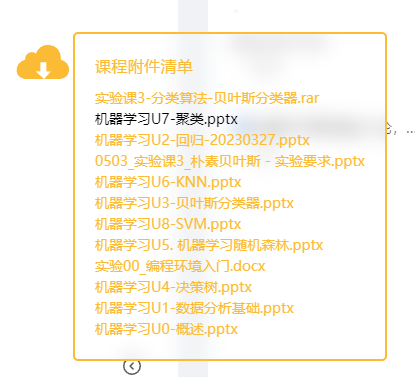 课程附件清单
实验课3-分类算法-贝叶斯分类器.rar
机器学习U7-聚类.pptx
机器学习U2-回归-20230327.pptx
0503_实验课3_朴素贝叶斯 - 实验要求.pptx
机器学习U6-KNN.pptx
机器学习U3-贝叶斯分类器.pptx
机器学习U8-SVM.pptx
机器学习U5. 机器学习随机森林.pptx
实验00_编程环境入门.docx
机器学习U4-决策树.pptx
机器学习U1-数据分析基础.pptx
机器学习U0-概述.pptx